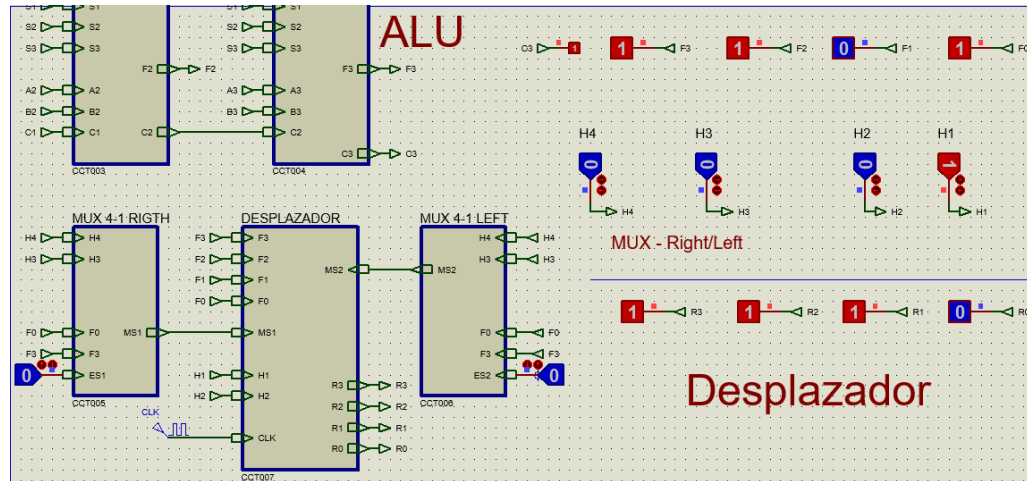 ALU
S1 S1 S1 S1
S2 S2 S2 S2
S3 S3 S3 S3
C3 1 1 F3 1 F2 0 F1 1
F2 F2 F3 F3
A2 A2 A3 A3
B2 B2 B3 B3
C1 C1 C2 C2
C3 C3
CCT003 CCT004
H4 H3 H2 H1
0 0 0 1
H4 H3 H2 H1
MUX - Right/Left
MUX 4-1 RIGTH DESPLAZADOR MUX 4-1 LEFT
H4 H4 F3 F3 H4 H4
H3 H3 F2 F2 MS2 MS2 H3 H3
F1 F1
F0 F0
F0 F0 MS1 MS1 F0 F0
F3 F3 F3 F3
0 ES1 H1 H1 R3 R3 ES2 0
H2 H2 R2 R2
CCT005 CCT006
R1 R1
CLK CLK R0 R0
CCT007
1 R3 1 R2 1 R1 0
Desplazador